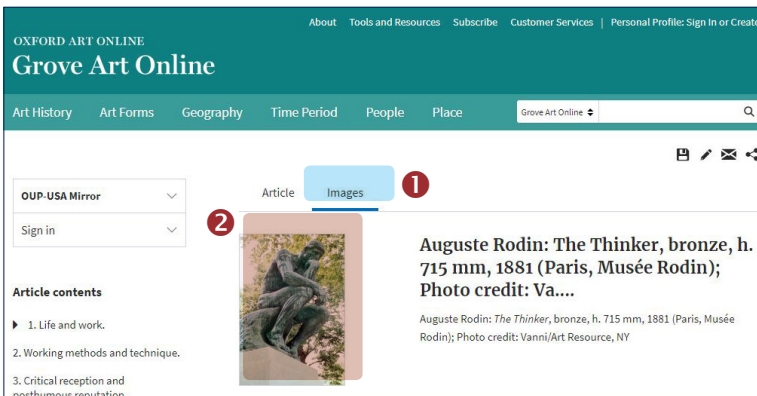 About Tools and Resources Subscribe Customer Services | Personal Profile: Sign In or Create
OXFORD ART ONLINE
Grove Art Online
Art History Art Forms Geography Time Period People Place Grove Art Online
OUP-USA Mirror
Sign in
Article contents
1. Life and work.
2. Working methods and technique.
3. Critical reception and
posthumous reputation
Article Images 1
2
Auguste Rodin: The Thinker, bronze, h.
715 mm, 1881 (Paris, Musée Rodin);
Photo credit: Va....
Auguste Rodin: The Thinker, bronze, h. 715 mm, 1881 (Paris, Musée
Rodin); Photo credit: Vanni/Art Resource, NY